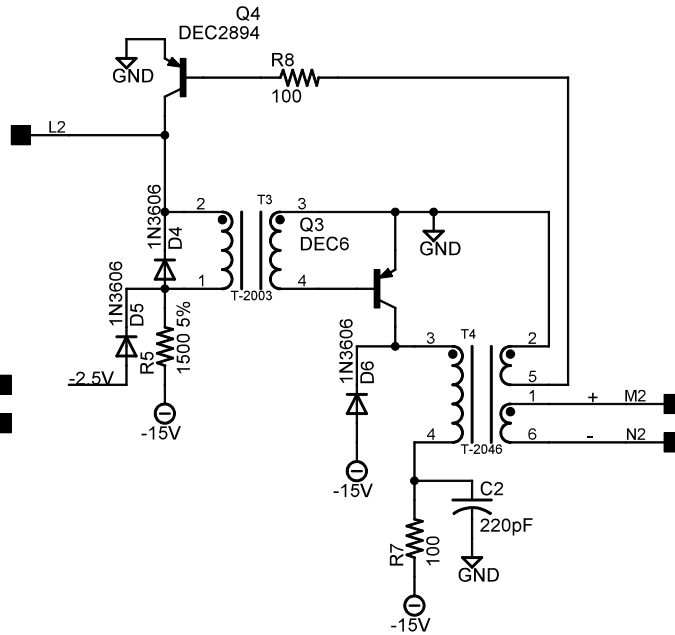 Q4
DEC2894
GND
R8
100
L2
1N3606
D4
2
1
T3
T-2003
3
4
Q3
DEC6
GND
1N3606
D5
-2.5V
R5
1500 5%
-15V
1N3606
D6
-15V
3
4
T4
T-2046
2
5
1
6
+
M2
-
N2
C2
220pF
GND
R7
100
-15V